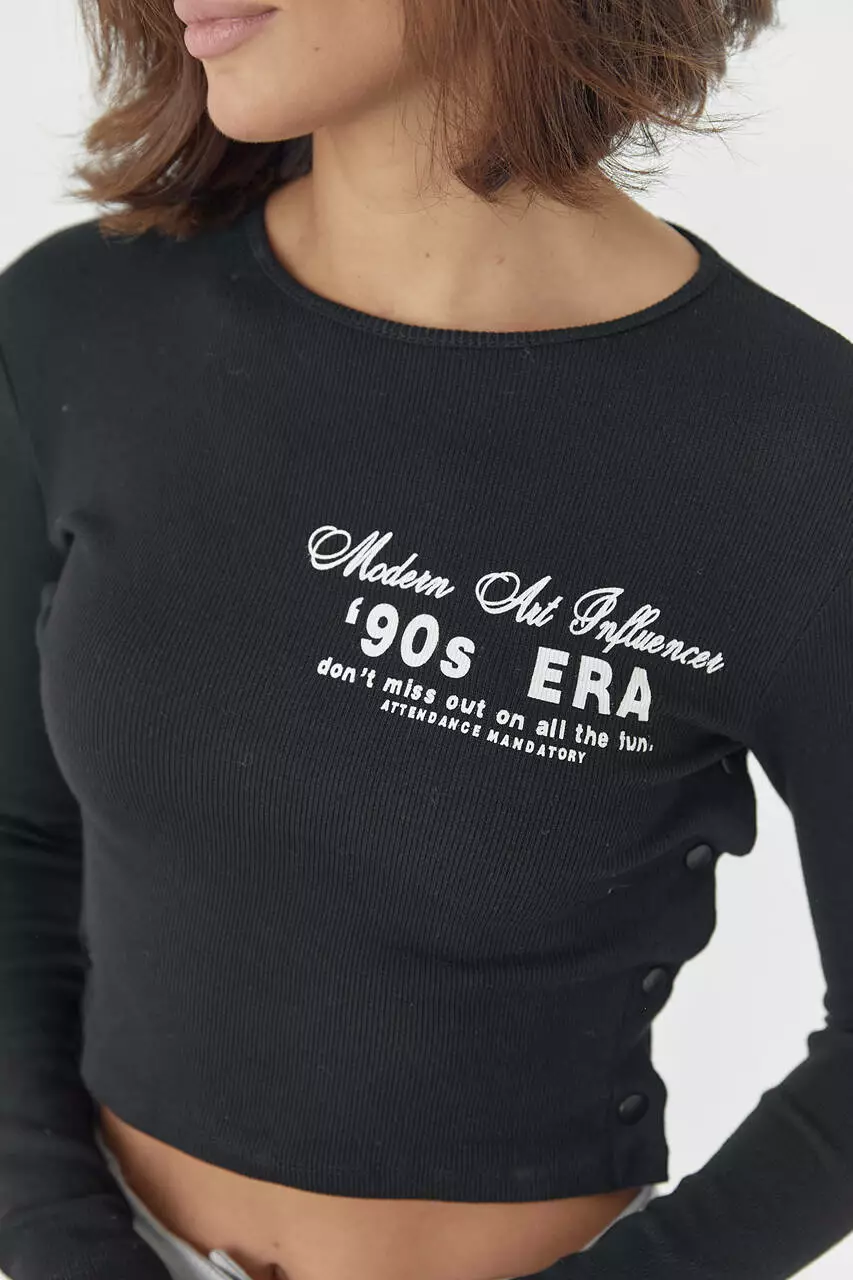 Modern Art Influencer
‘90s ERA
don't miss out on all the fun.
ATTENDANCE MANDATORY